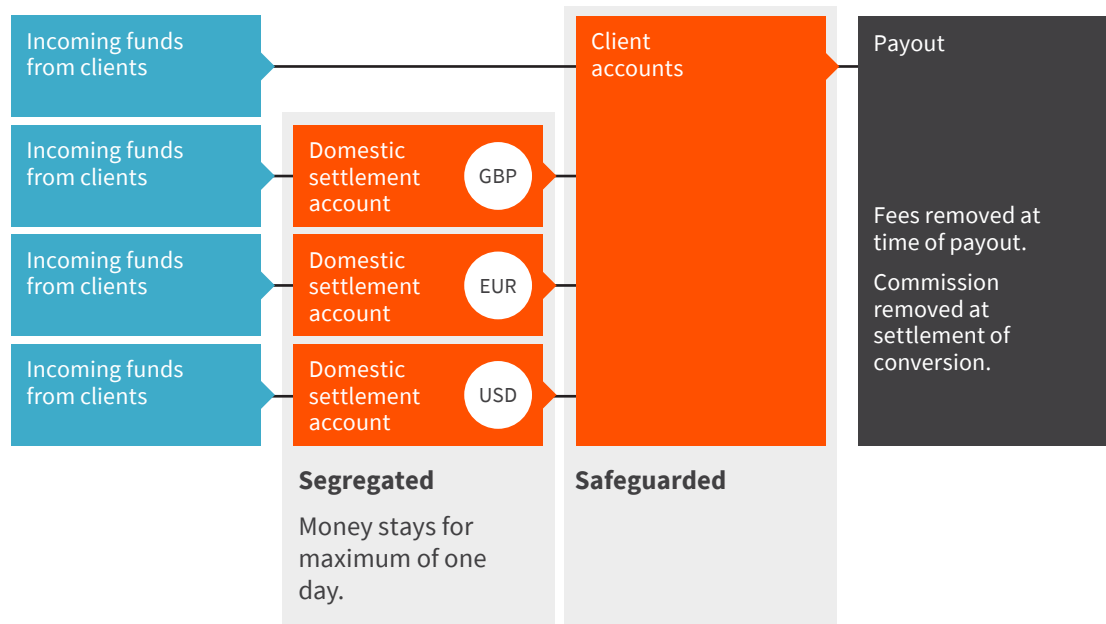 Incoming funds
from clients
Client
accounts
Payout
Incoming funds
from clients
Domestic
settlement
account
GBP
Incoming funds
from clients
Domestic
settlement
account
EUR
Incoming funds
from clients
Domestic
settlement
account
USD
Fees removed at
time of payout.
Commission
removed at
settlement of
conversion.
Segregated
Money stays for
maximum of one
day.
Safeguarded